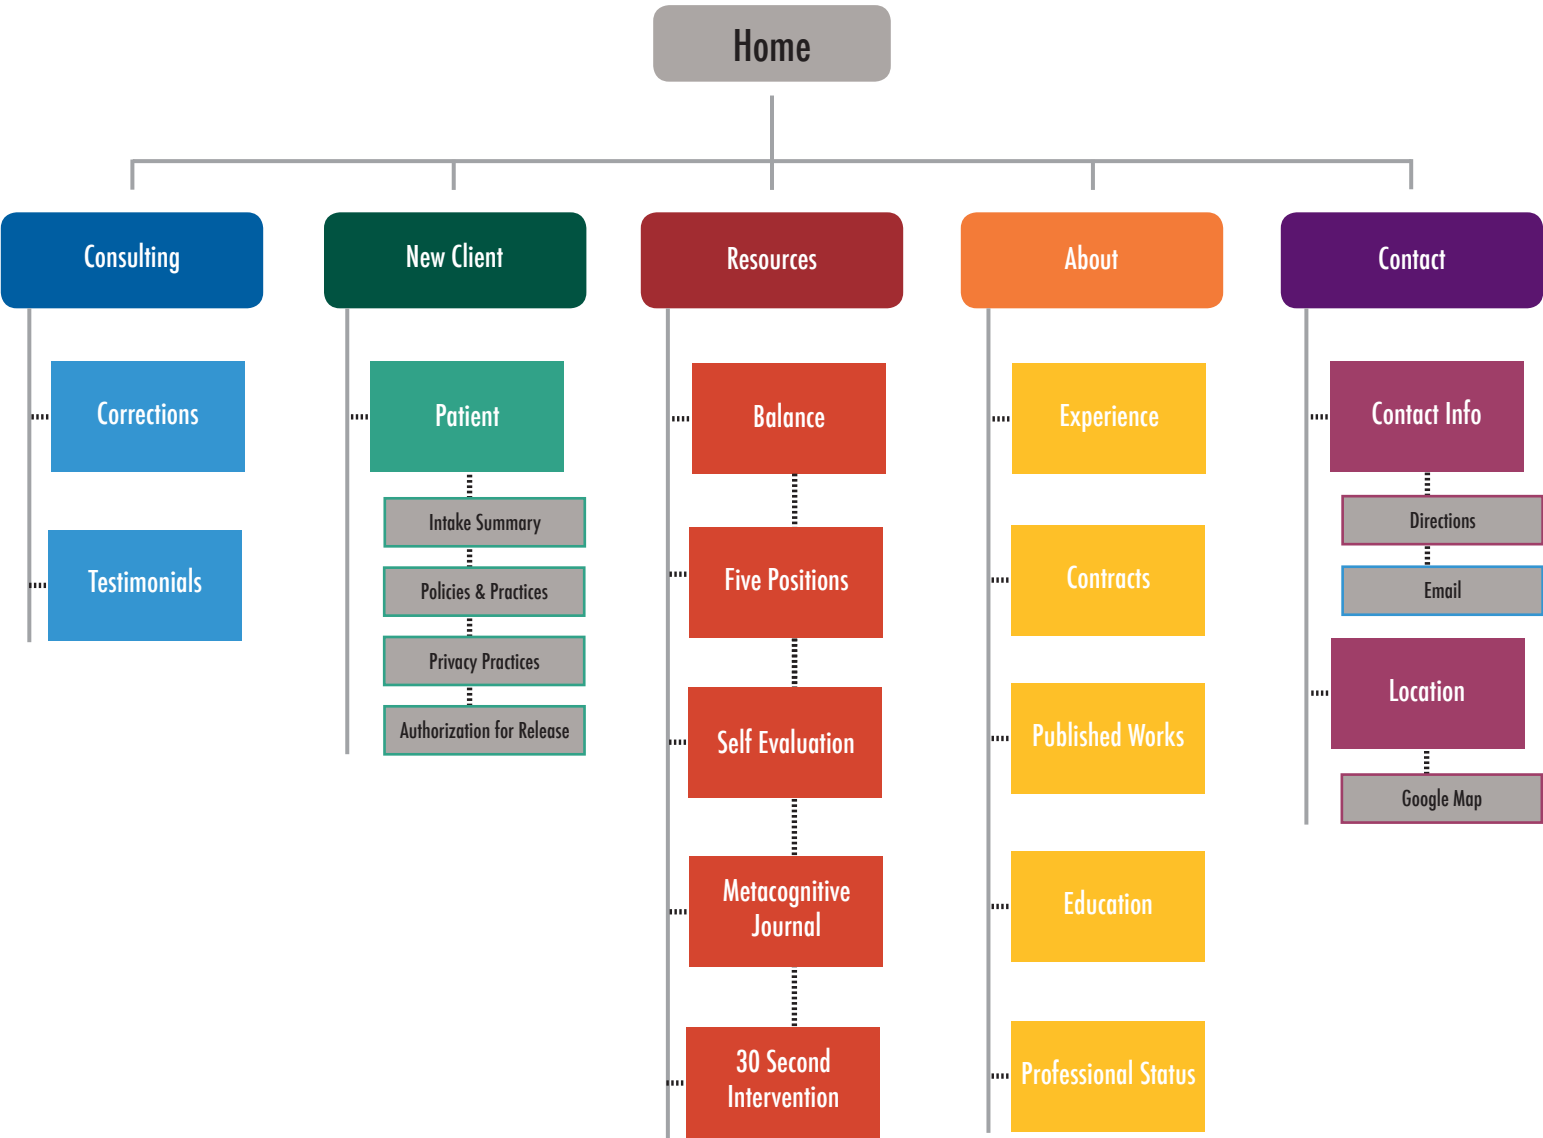 Home
Consulting
New Client
Resources
About
Contact
Corrections
Testimonials
Patient
Intake Summary
Policies & Practices
Privacy Practices
Authorization for Release
Balance
Five Positions
Self Evaluation
Metacognitive
Journal
30 Second
Intervention
Experience
Contracts
Published Works
Education
Professional Status
Contact Info
Directions
Email
Location
Google Map